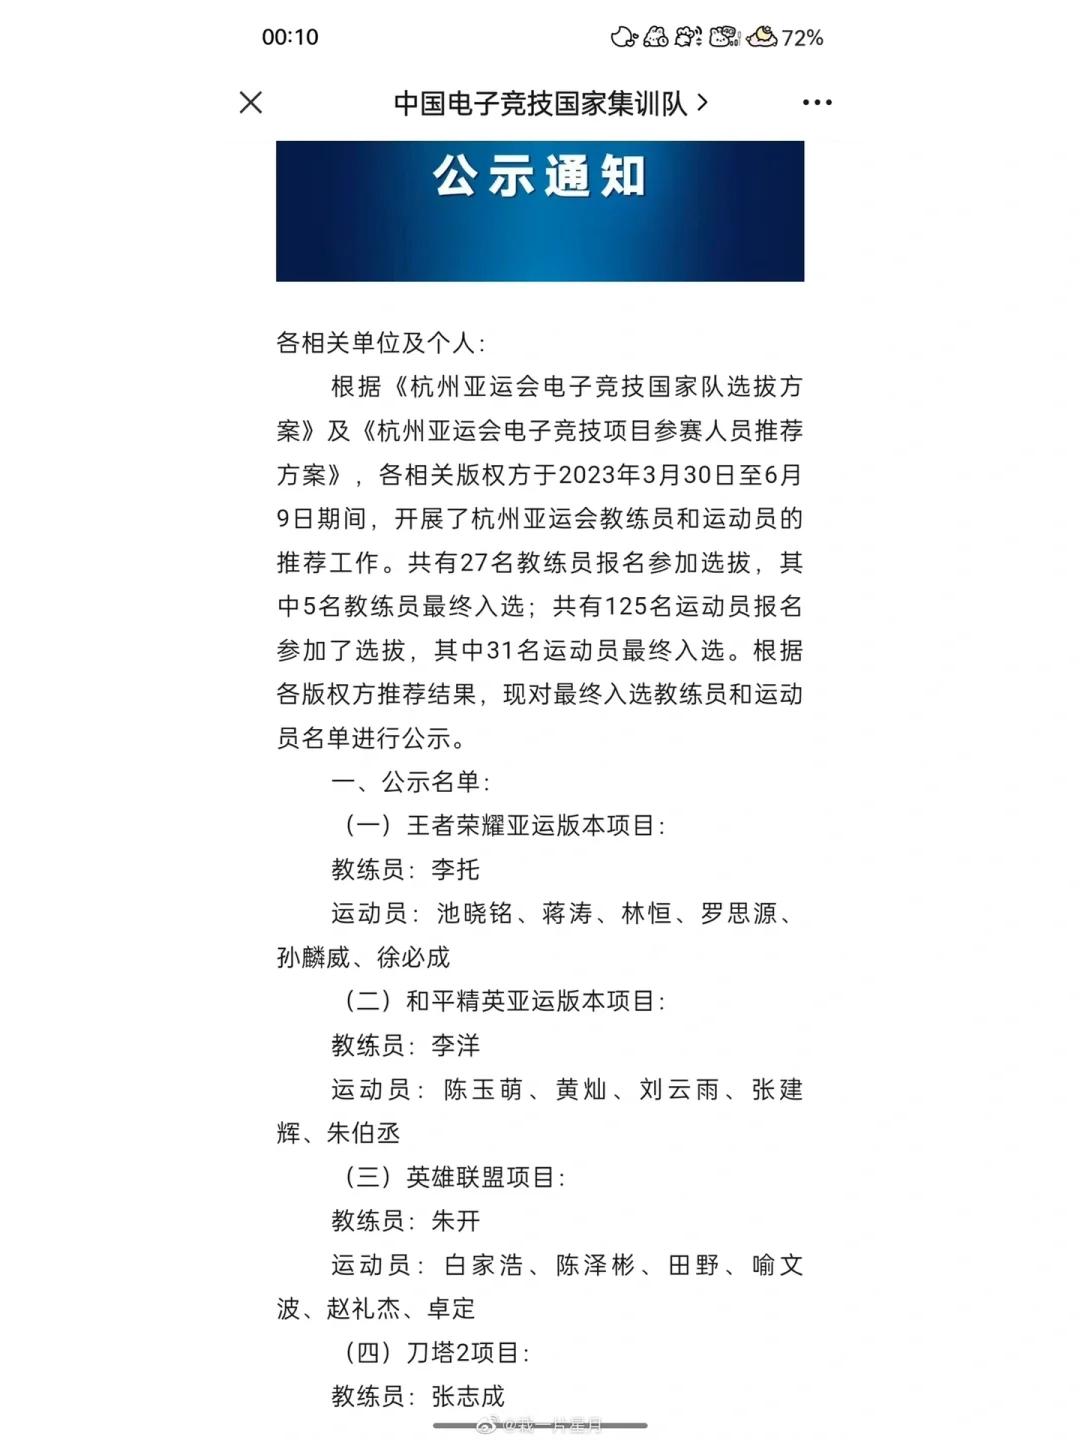 00:10
72%
中国电子竞技国家集训队
公示通知
各相关单位及个人：
根据《杭州亚运会电子竞技国家队选拔方
案》及《杭州亚运会电子竞技项目参赛人员推荐
方案》，各相关版权方于2023年3月30日至6月
9日期间，开展了杭州亚运会教练员和运动员的
推荐工作。共有27名教练员报名参加选拔，其
中5名教练员最终入选；共有125名运动员报名
参加了选拔，其中31名运动员最终入选。根据
各版权方推荐结果，现对最终入选教练员和运动
员名单进行公示。
一、公示名单：
（一）王者荣耀亚运版本项目：
教练员：李托
运动员：池晓铭、蒋涛、林恒、罗思源、
孙麟威、徐必成
（二）和平精英亚运版本项目：
教练员：李洋
运动员：陈玉萌、黄灿、刘云雨、张建
辉、朱伯丞
（三）英雄联盟项目：
教练员：朱开
运动员：白家浩、陈泽彬、田野、喻文
波、赵礼杰、卓定
（四）刀塔2项目：
教练员：张志成
@栽一片星月